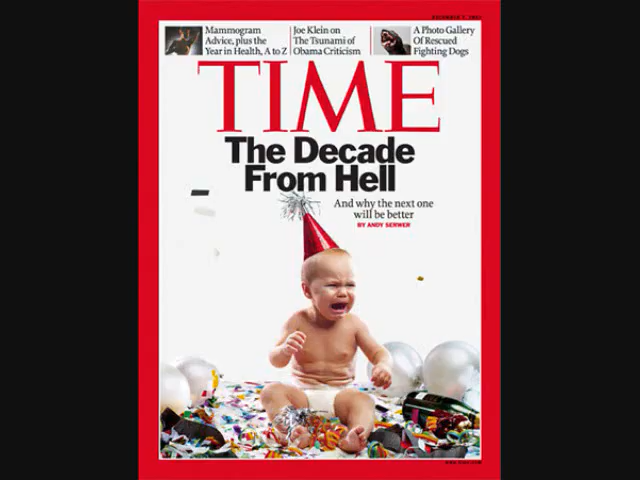 Mammogram
Advice, plus the
Year in Health, A to Z
Joe Klein on
The Tsunami of
Obama Criticism
A Photo Gallery
Of Rescued
Fighting Dogs
TIME
The Decade
From Hell
And why the next one
will be better
BY ANDY SERWER